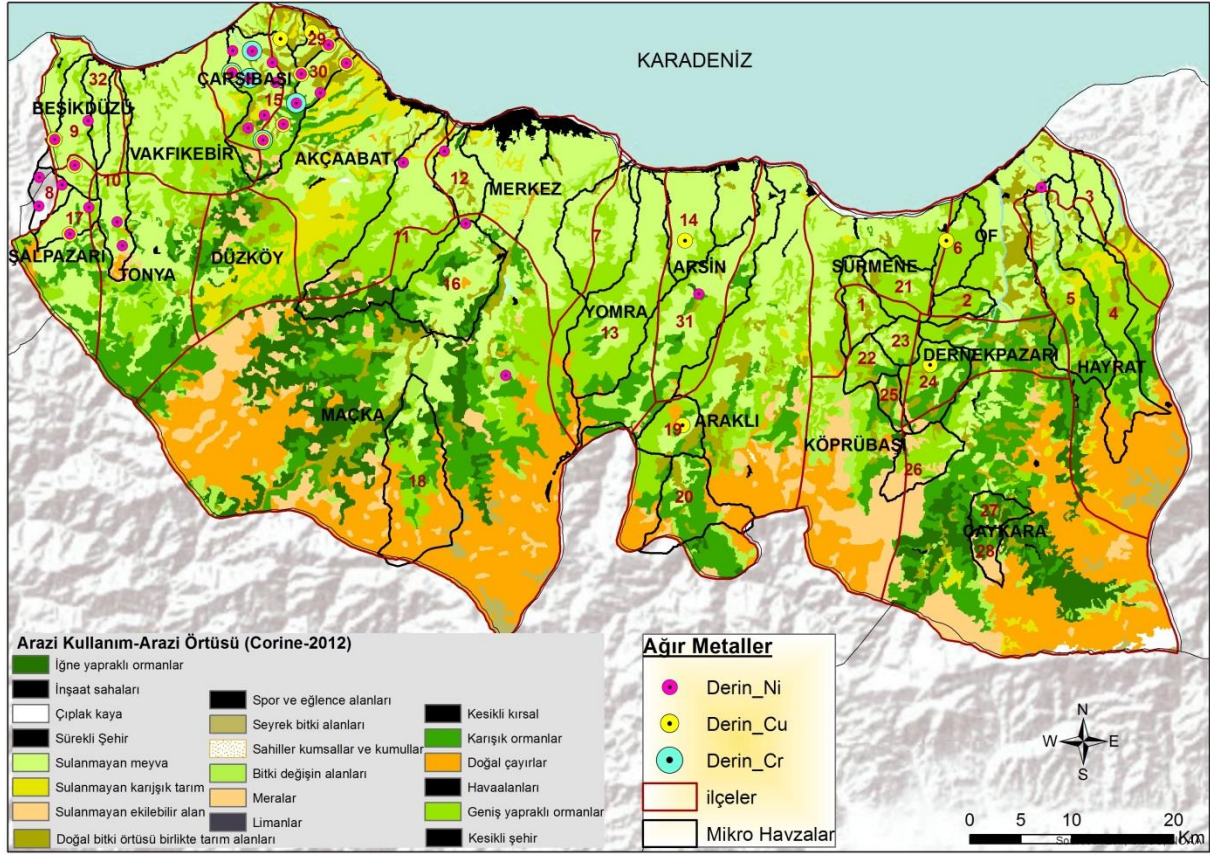 KARADENİZ
29
32
ÇARŞIBAŞI
30
BEŞİKDÜZÜ
15
9
VAKFIKEBİR
AKÇAABAT
12
MERKEZ
10
8
3
17
14
OF
ŞALPAZARI
TONYA
DÜZKÖY
11
7
ARSİN
6
SÜRMENE
16
21
YOMRA
1
2
5
4
13
31
23
22
DERNEKPAZARI
24
HAYRAT
MAÇKA
25
19
ARAKLI
KÖPRÜBAŞI
26
18
20
27
ÇAYKARA
28
Arazi Kullanım-Arazi Örtüsü (Corine-2012)
İğne yapraklı ormanlar
İnşaat sahaları
Çıplak kaya
Sürekli Şehir
Sulanmayan meyva
Sulanmayan karışık tarım
Sulanmayan ekilebilir alan
Doğal bitki örtüsü birlikte tarım alanları
Spor ve eğlence alanları
Seyrek bitki alanları
Sahiller kumsallar ve kumullar
Bitki değişin alanları
Meralar
Limanlar
Kesikli kırsal
Karışık ormanlar
Doğal çayırlar
Havaalanları
Geniş yapraklı ormanlar
Kesikli şehir
Ağır Metaller
Derin_Ni
Derin_Cu
Derin_Cr
ilçeler
Mikro Havzalar
N
W E
S
0 5 10 20
Km